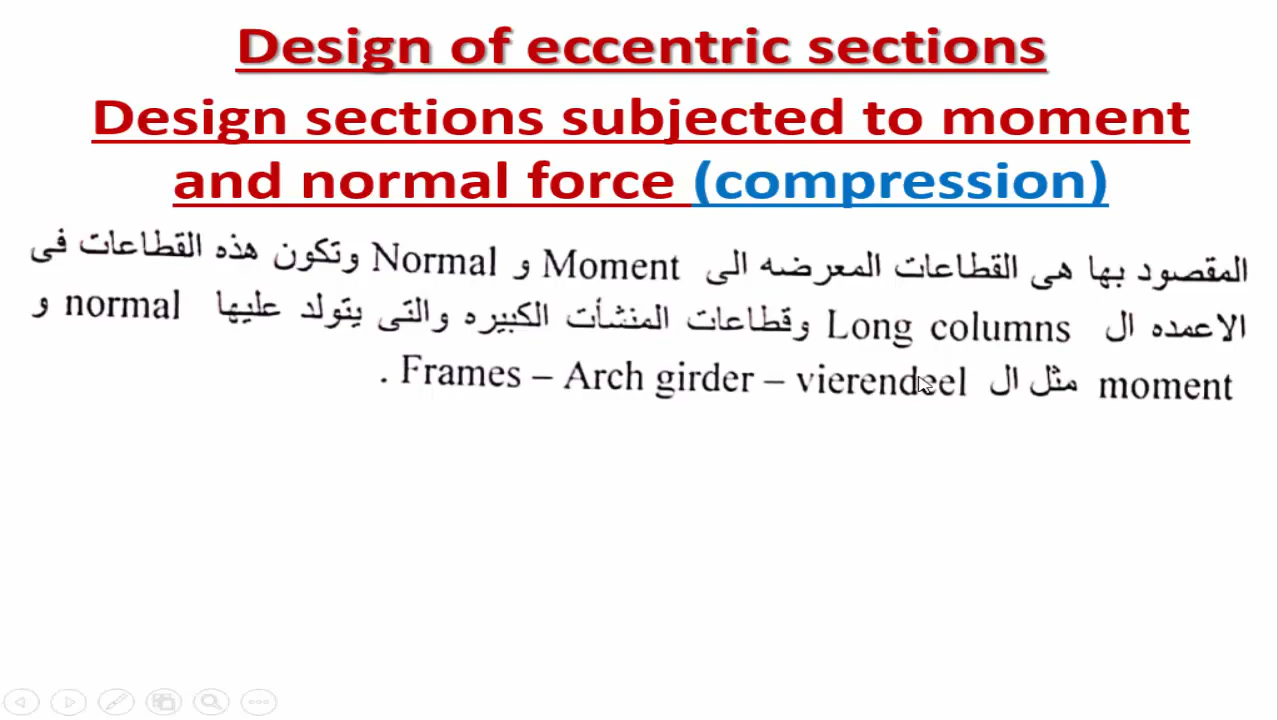 Design of eccentric sections
Design sections subjected to moment
and normal force (compression)
المقصود بها هى القطاعات المعرضه الى Moment و Normal وتكون هذه القطاعات فى
الاعمده ال Long columns وقطاعات المنشأت الكبيره والتى يتولد عليها normal و
moment مثل ال Frames – Arch girder – vierendeel .